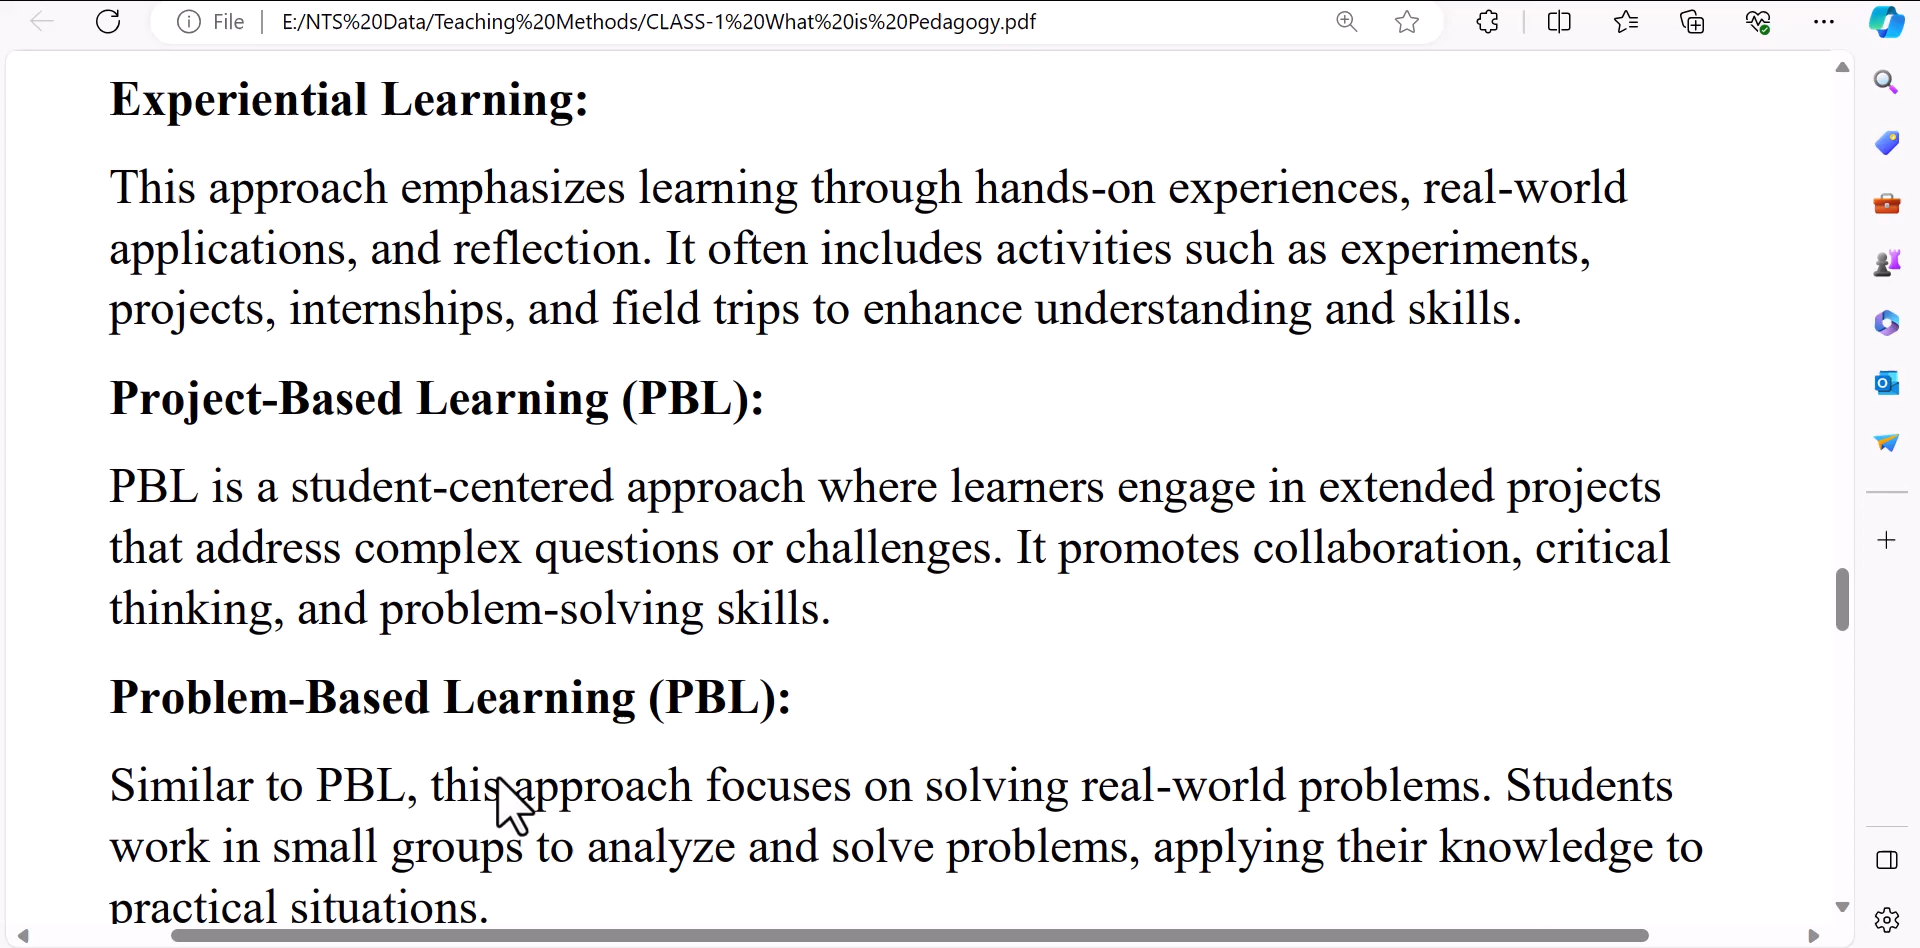 File
E:/NTS%20Data/Teaching%20Methods/CLASS-1%20What%20is%20Pedagogy.pdf
Experiential Learning:
This approach emphasizes learning through hands-on experiences, real-world
applications, and reflection. It often includes activities such as experiments,
projects, internships, and field trips to enhance understanding and skills.
Project-Based Learning (PBL):
PBL is a student-centered approach where learners engage in extended projects
that address complex questions or challenges. It promotes collaboration, critical
thinking, and problem-solving skills.
Problem-Based Learning (PBL):
Similar to PBL, this approach focuses on solving real-world problems. Students
work in small groups to analyze and solve problems, applying their knowledge to
practical situations.